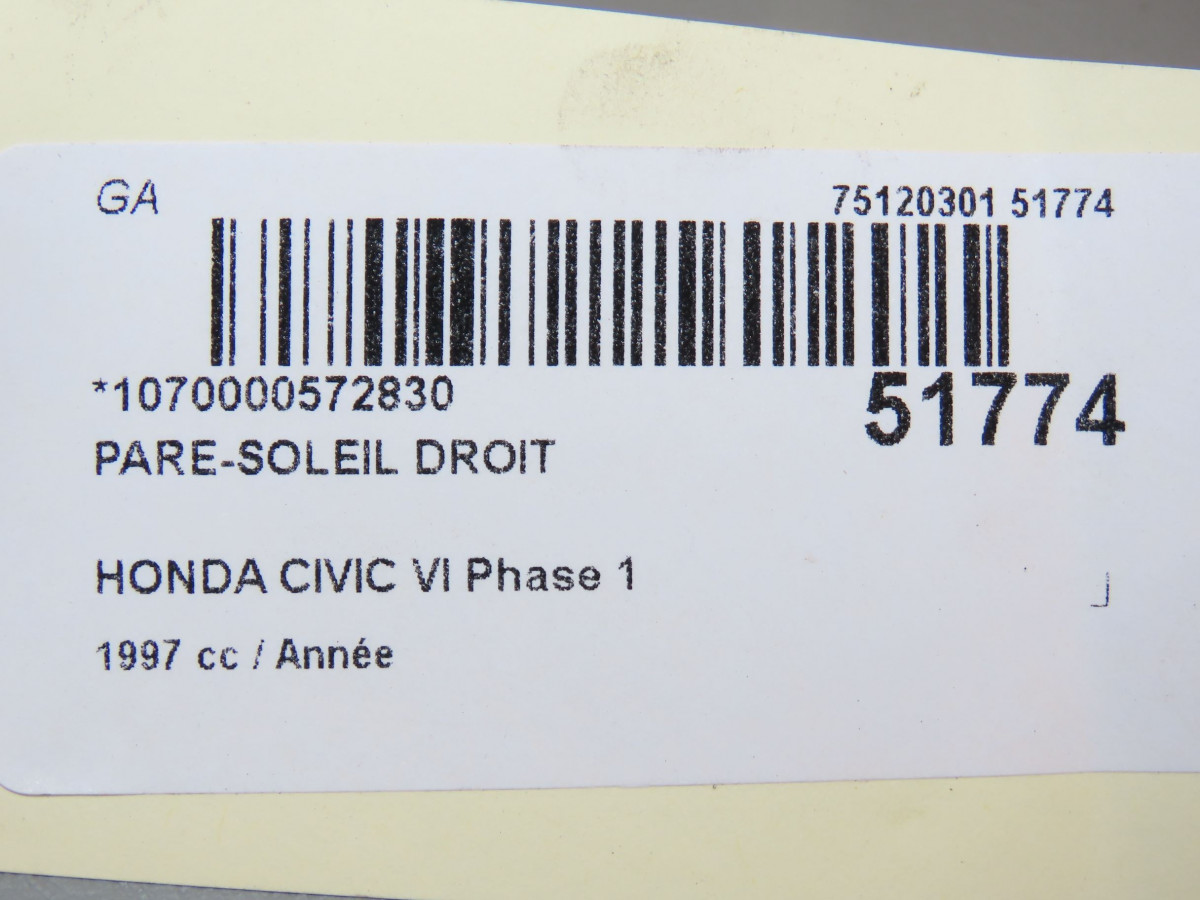 GA
75120301 51774
*1070000572830
51774
PARE-SOLEIL DROIT
HONDA CIVIC VI Phase 1
1997 cc / Année